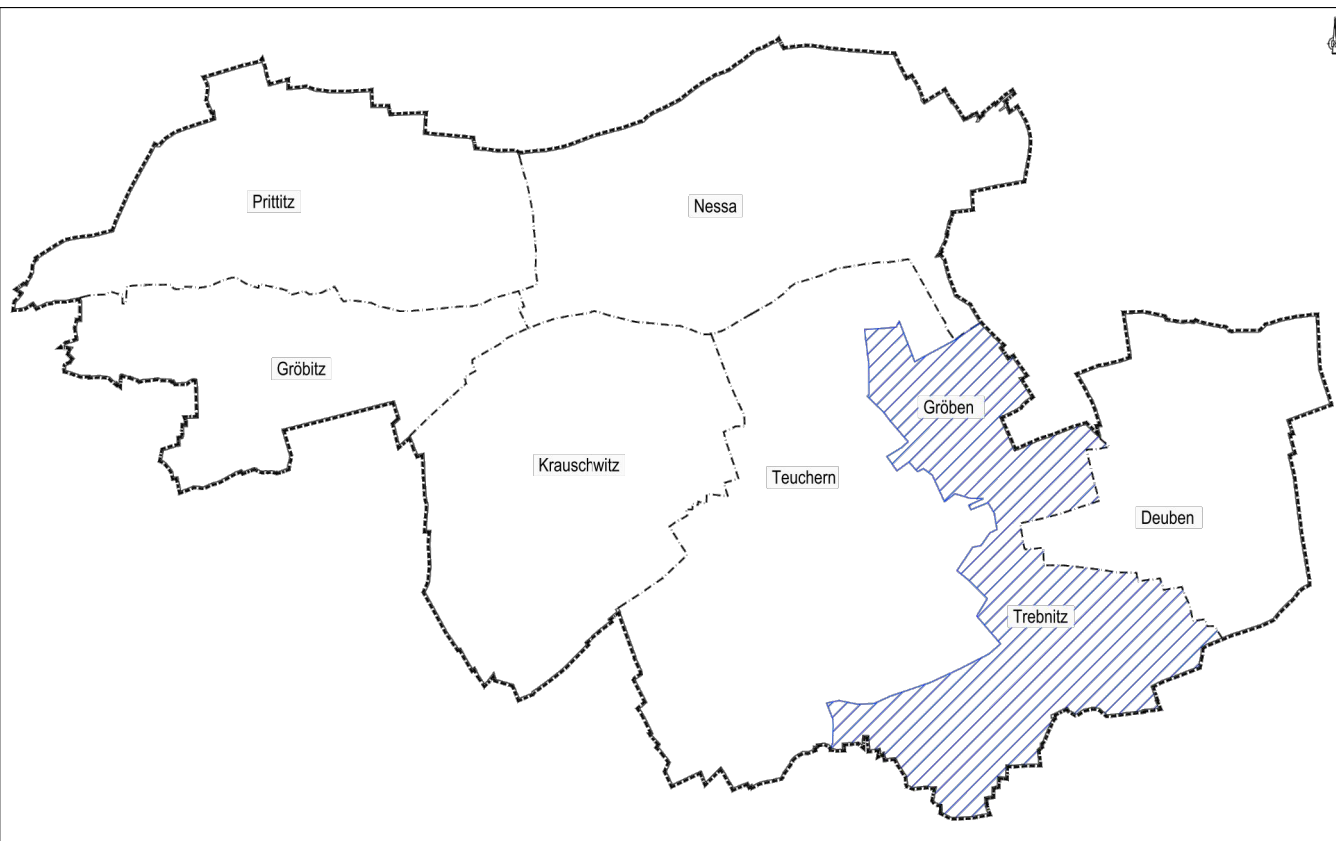 Prittitz
Nessa
Gröbitz
Gröben
Krauschwitz
Teuchern
Deuben
Trebnitz